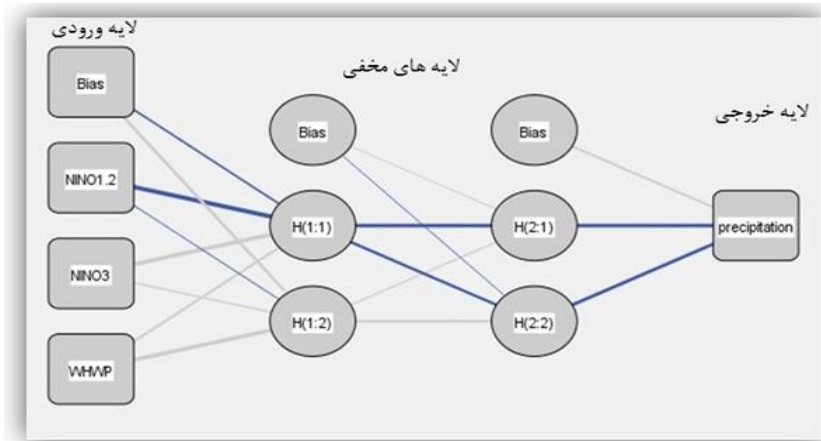 لایه ورودی
Bias
NINO1.2
NINO3
WHWP
لایه های مخفی
Bias
H(1:1)
H(1:2)
Bias
H(2:1)
H(2:2)
لایه خروجی
precipitation